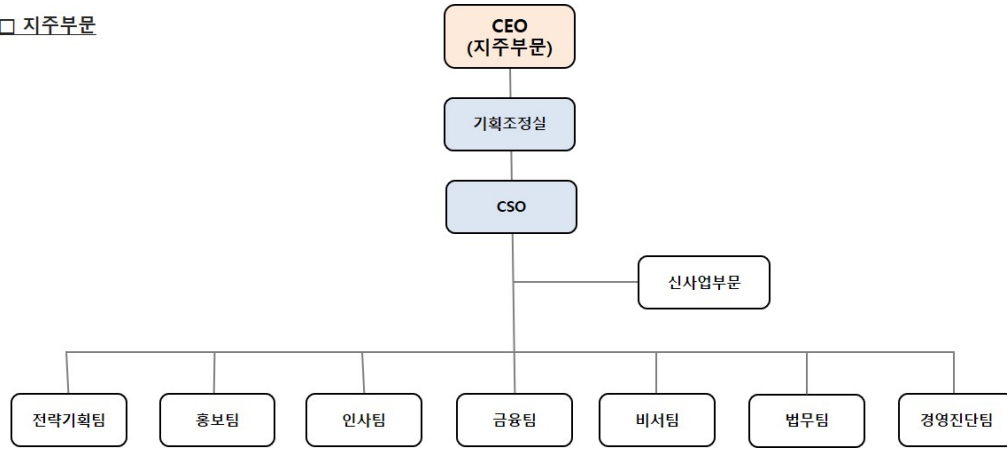 □ 지주부문
CEO
(지주부문)
기획조정실
CSO
신사업부문
전략기획팀
홍보팀
인사팀
금융팀
비서팀
법무팀
경영진단팀